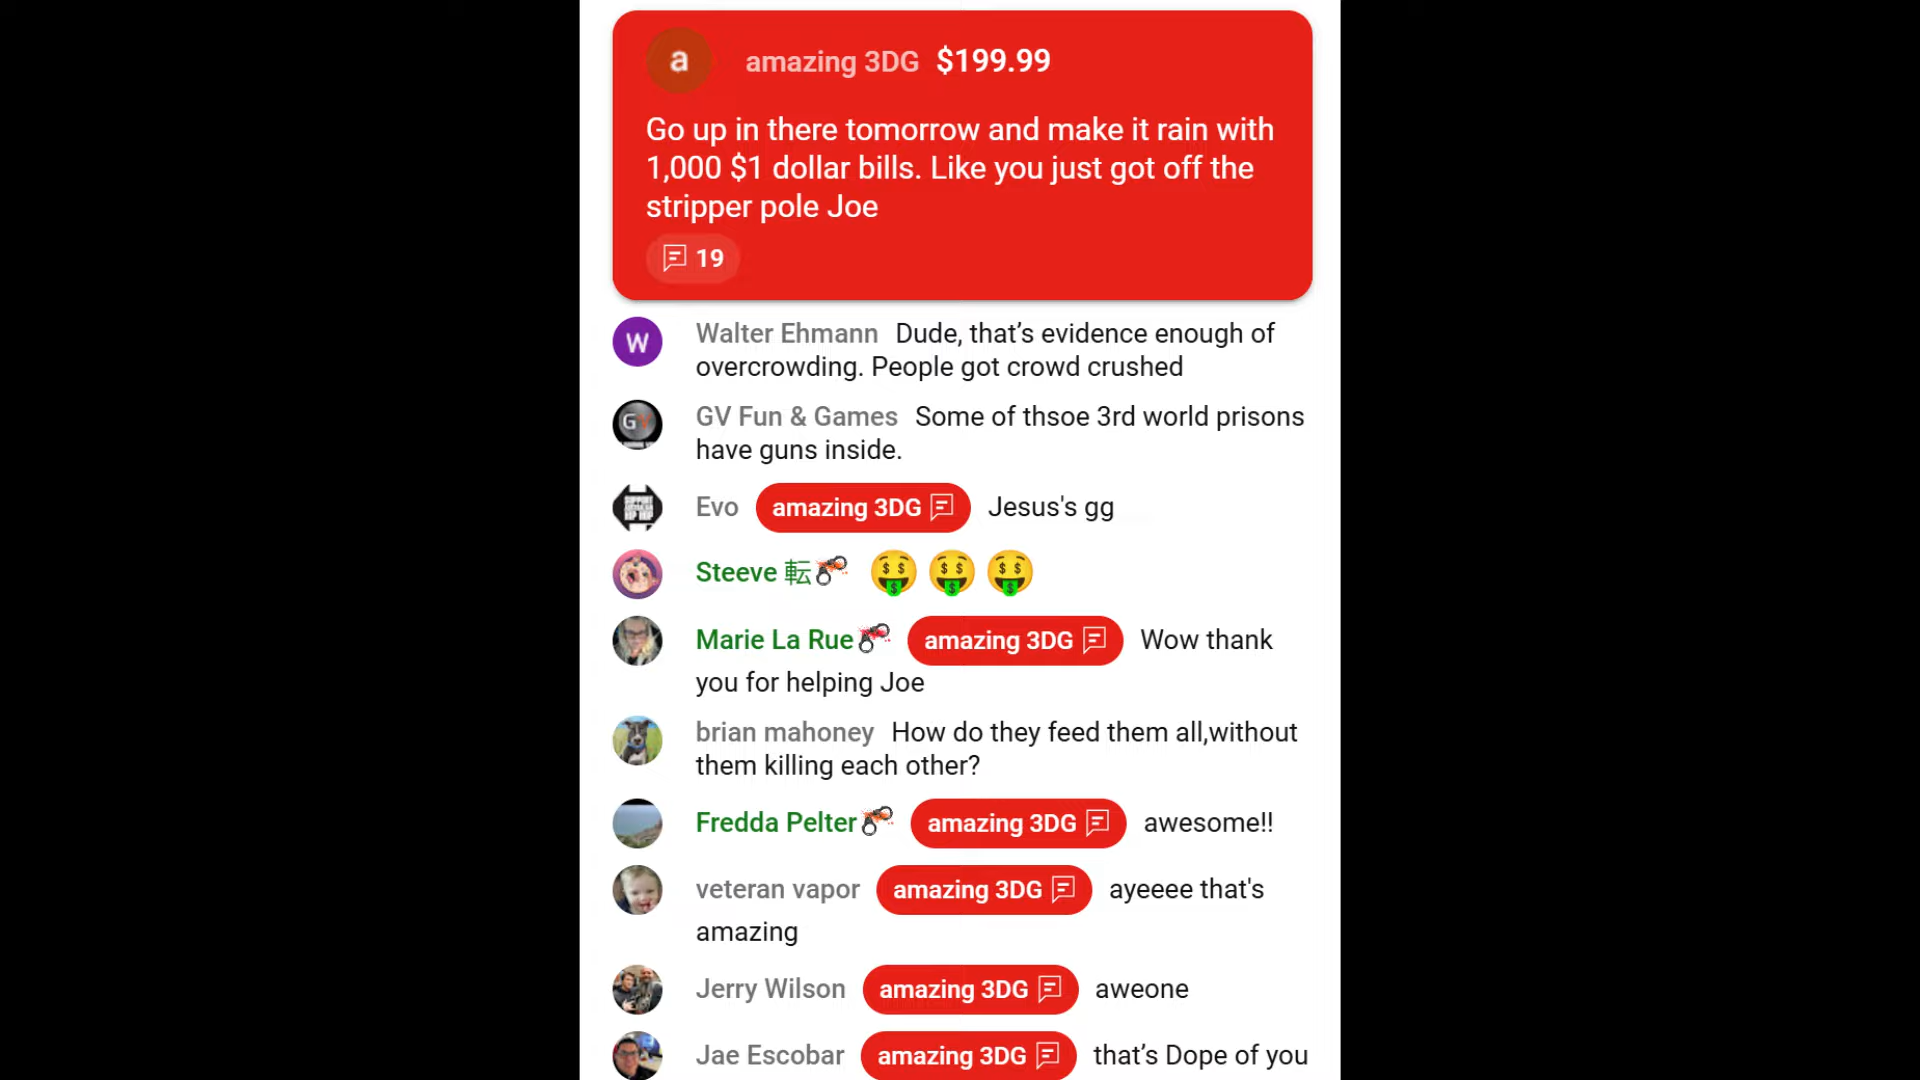 a amazing 3DG $199.99
Go up in there tomorrow and make it rain with
1,000 $1 dollar bills. Like you just got off the
stripper pole Joe
19
W Walter Ehmann Dude, that’s evidence enough of
overcrowding. People got crowd crushed
GV GV Fun & Games Some of thsoe 3rd world prisons
have guns inside.
Evo amazing 3DG Jesus's gg
Steeve 転
Marie La Rue amazing 3DG Wow thank
you for helping Joe
brian mahoney How do they feed them all,without
them killing each other?
Fredda Pelter amazing 3DG awesome!!
veteran vapor amazing 3DG ayeeee that's
amazing
Jerry Wilson amazing 3DG aweone
Jae Escobar amazing 3DG that’s Dope of you